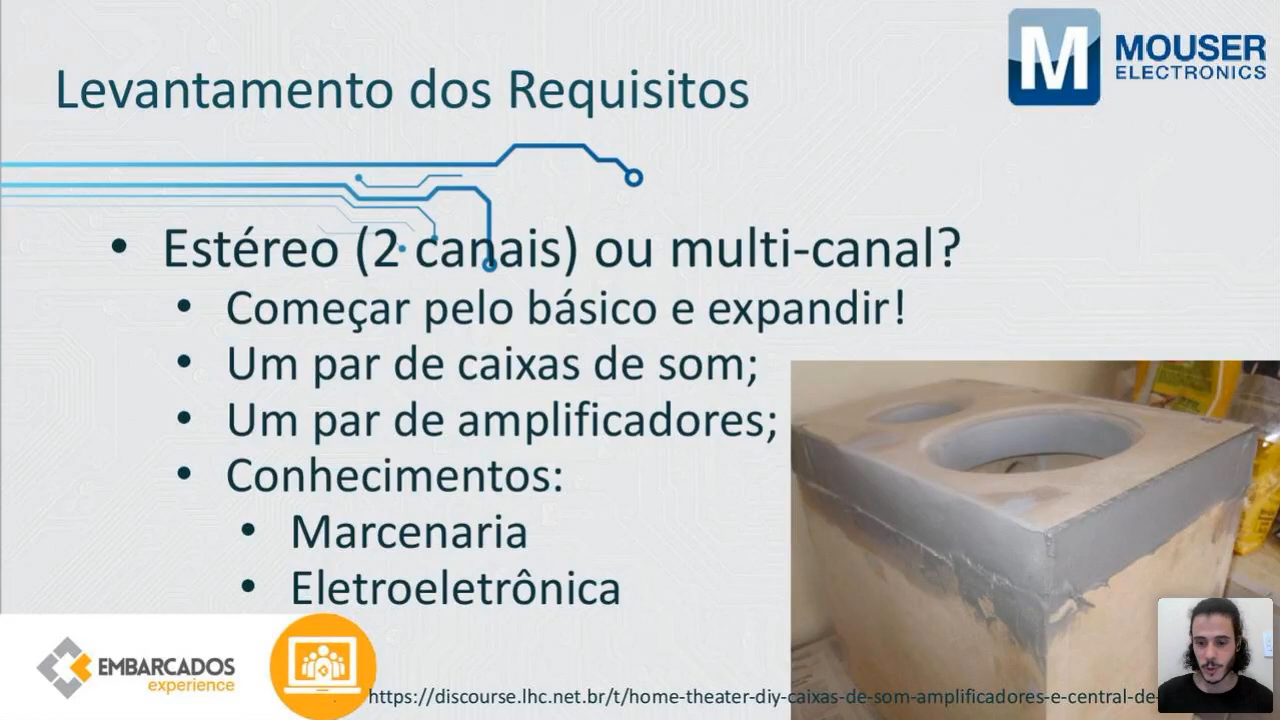 Levantamento dos Requisitos
M MOUSER
ELECTRONICS
• Estéreo (2 canais) ou multi-canal?
• Começar pelo básico e expandir!
• Um par de caixas de som;
• Um par de amplificadores;
• Conhecimentos:
• Marcenaria
• Eletroeletrônica
EMBARCADOS
experience
https://discourse.lhc.net.br/t/home-theater-diy-caixas-de-som-amplificadores-e-central-de-